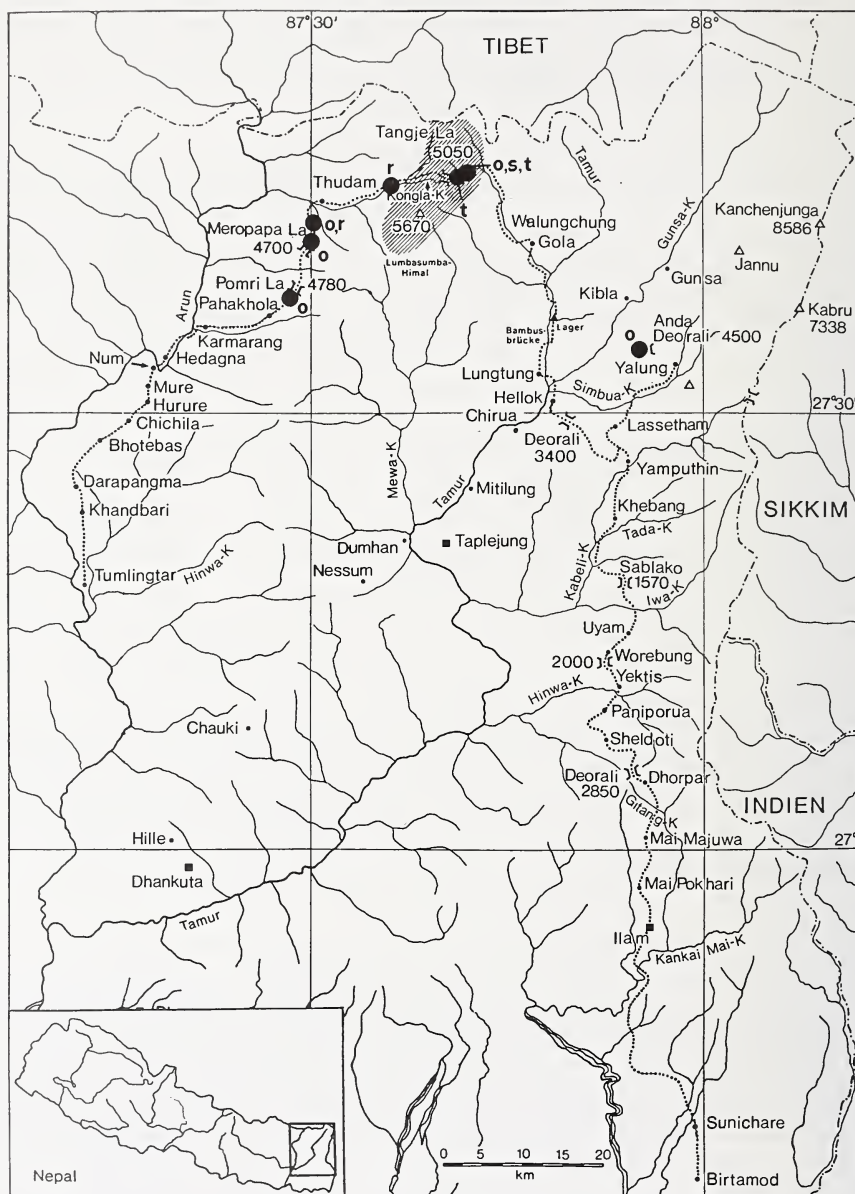 87°30'
88°
TIBET
Tangje La
5050
o,s,t
r
Thudam
Kongla-K
t
Tamur
5670
Lumbasumba-
Himal
Meropapa La
4700
o,r
o
Walungchung
Gola
Gunsa-K
Kanchenjunga
8586
Jannu
Pomri La
4780
o
Pahakhola
Arun
Karmarang
Kibla
Gunsa
Kabru
7338
Bambus-
brücke
Lager
o
Anda
Deorali 4500
Yalung
Num
Hedagna
Lungtung
Simbua-K
Mure
Hurure
Hellok
27°30
Chichila
Chirua
Lassetham
Bhotebas
Deorali
3400
Yamputhin
Mewa-K
Tamur
Darapangma
Mitilung
Khandbari
Khebang
SIKKIM
Tada-K
Dumhan
Taplejung
Kabeli-K
Hinwa-K
Nessum
Sablako
1570
Tumlingtar
Iwa-K
Uyam
2000
Worebung
Hinwa-K
Yektis
Paniporua
Chauki
Sheldoti
Deorali
2850
Dhorpar
Gitang-K
INDIEN
Hille
Mai Majuwa
27°
Dhankuta
Mai Pokhari
Tamur
Ilam
Kankai Mai-K
Sunichare
Nepal
0 5 10 15 20
km
Birtamod